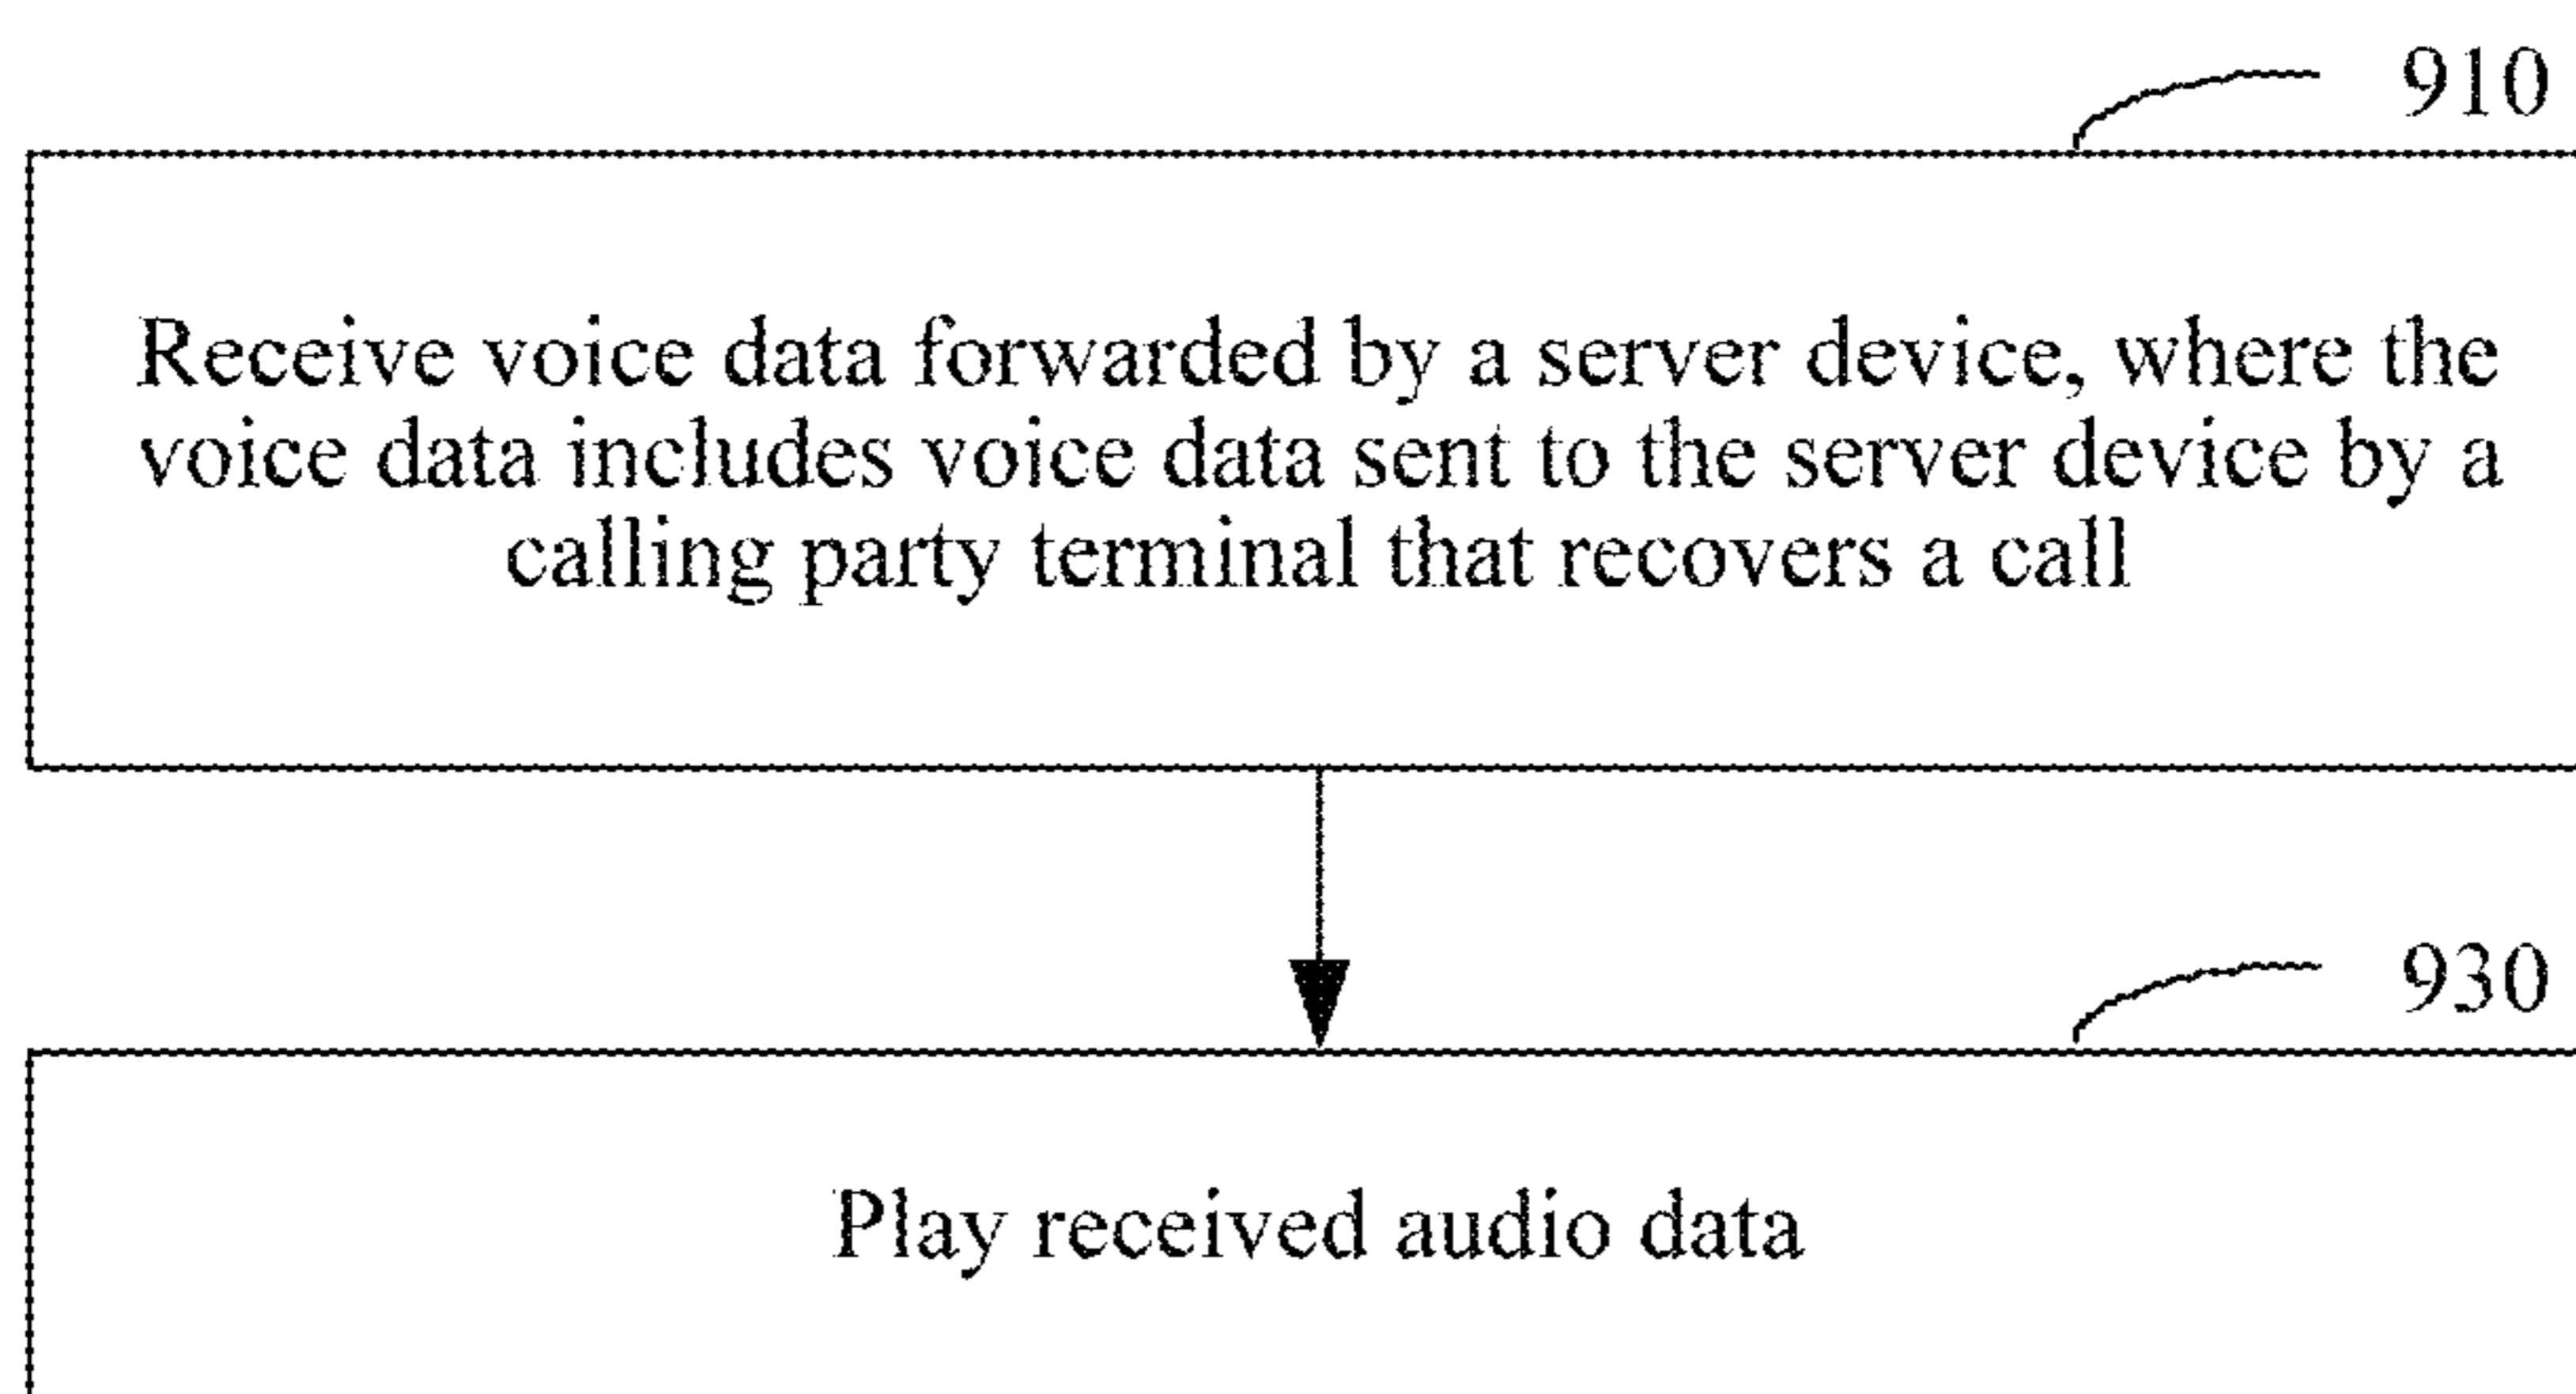 910
Receive voice data forwarded by a server device, where the
voice data includes voice data sent to the server device by a
calling party terminal that recovers a call
930
Play received audio data